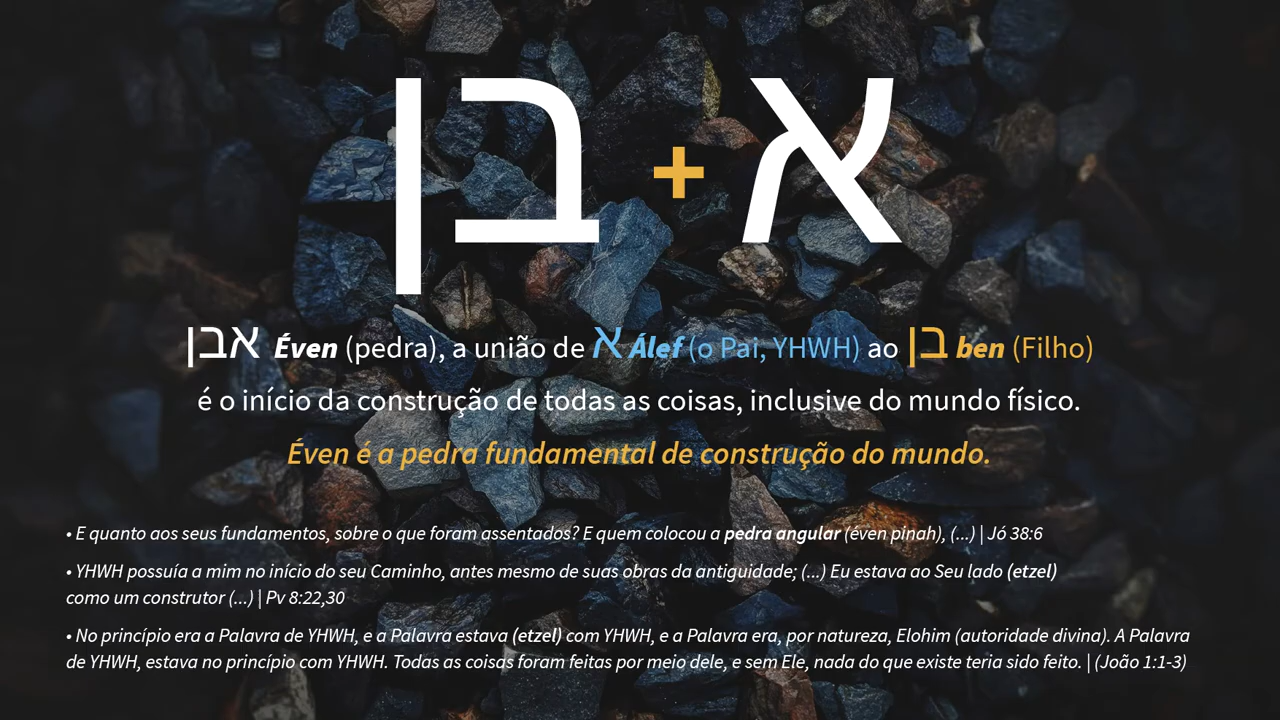 א + בן
אבן Éven (pedra), a união de א Álef (o Pai, YHWH) ao בן ben (Filho)
é o início da construção de todas as coisas, inclusive do mundo físico.
Éven é a pedra fundamental de construção do mundo.
• E quanto aos seus fundamentos, sobre o que foram assentados? E quem colocou a pedra angular (éven pinah), (...) | Jó 38:6
• YHWH possuía a mim no início do seu Caminho, antes mesmo de suas obras da antiguidade; (...) Eu estava ao Seu lado (etzel)
como um construtor (...) | Pv 8:22,30
• No princípio era a Palavra de YHWH, e a Palavra estava (etzel) com YHWH, e a Palavra era, por natureza, Elohim (autoridade divina). A Palavra
de YHWH, estava no princípio com YHWH. Todas as coisas foram feitas por meio dele, e sem Ele, nada do que existe teria sido feito. | (João 1:1-3)